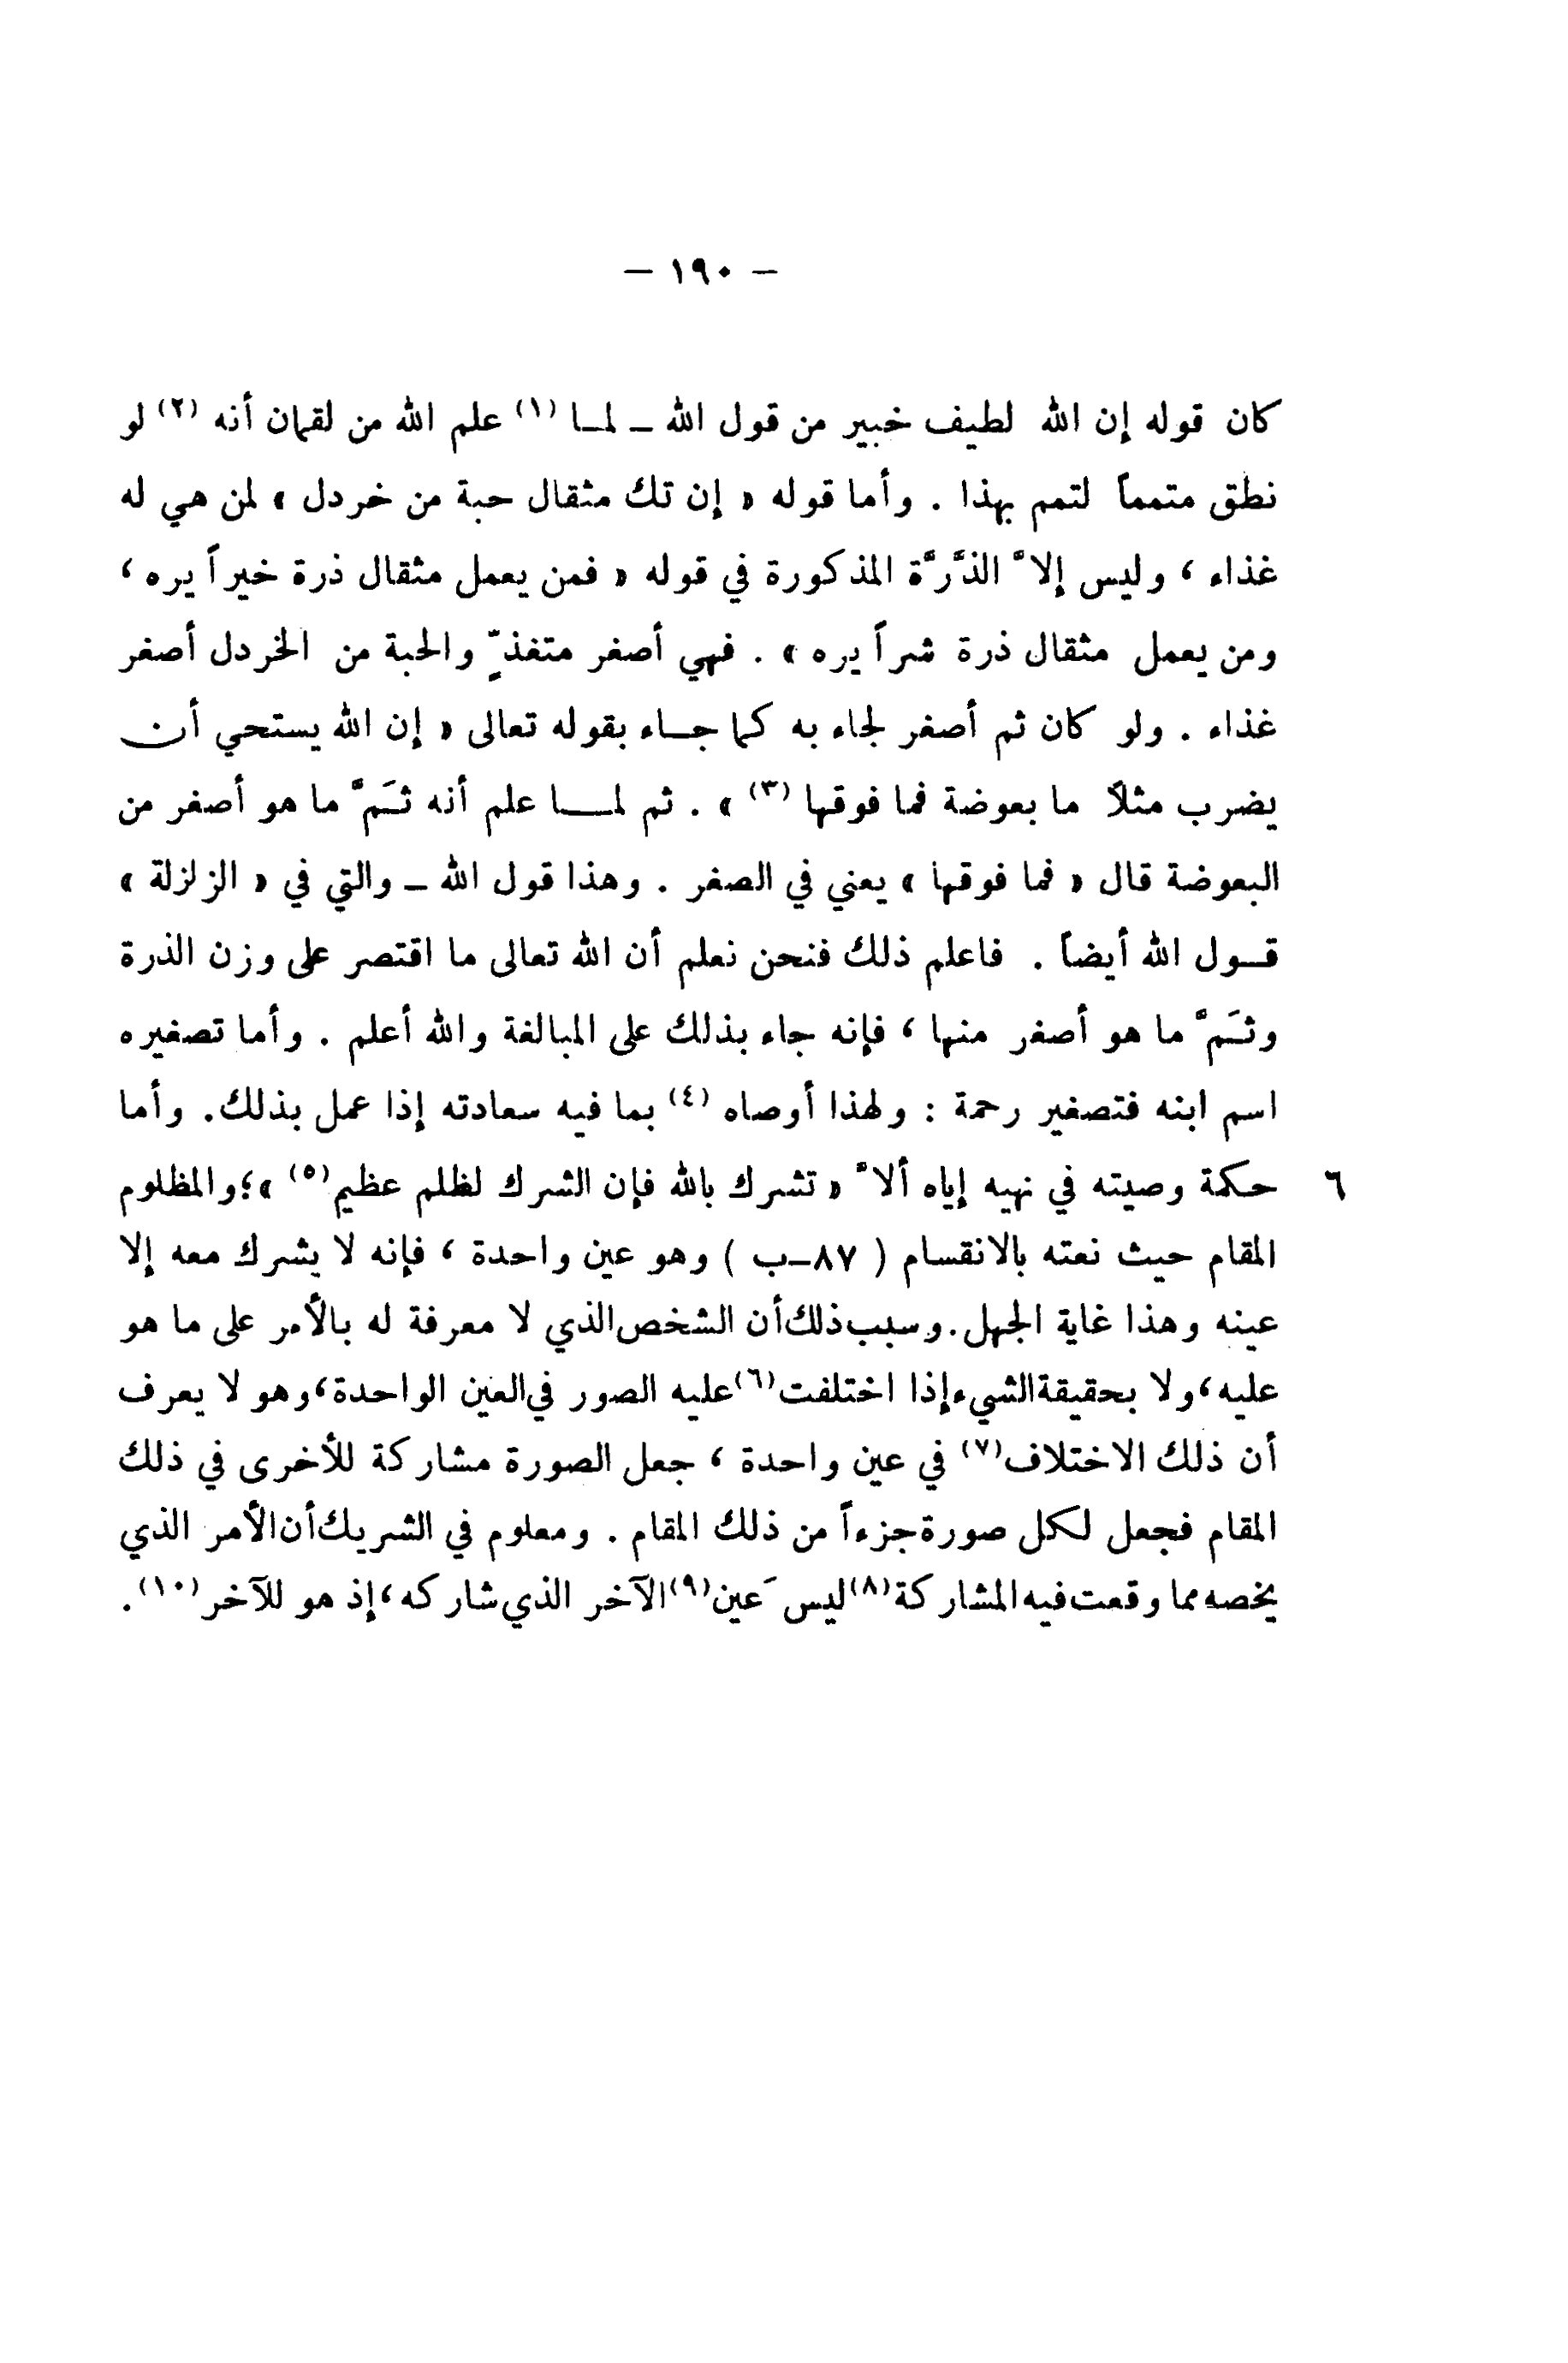 – ١٩٠ –
كان قوله إن الله لطيف خبير من قول الله – لمـا (١) علم الله من لقمان أنه (٢) لو
نطق متمماً لتمم بهذا . وأما قوله « إن تك مثقال حبة من خردل » لمن هي له
غذاء ، وليس إلاَّ الذَّرَّة المذكورة في قوله « فمن يعمل مثقال ذرة خيراً يره ،
ومن يعمل مثقال ذرة شراً يره » . فهي أصغر متغذٍّ والحبة من الخردل أصغر
غذاء . ولو كان ثم أصغر لجاء به كما جـاء بقوله تعالى « إن الله يستحي أن
يضرب مثلاً ما بعوضة فما فوقها (٣) » . ثم لمـــا علم أنه ثَمَّ ما هو أصغر من
البعوضة قال « فما فوقها » يعني في الصغر . وهذا قول الله – والتي في « الزلزلة »
قـول الله أيضاً . فاعلم ذلك فنحن نعلم أن الله تعالى ما اقتصر على وزن الذرة
وثَمَّ ما هو أصغر منها ، فإنه جاء بذلك على المبالغة والله أعلم . وأما تصغيره
اسم ابنه فتصغير رحمة : ولهذا أوصاه (٤) بما فيه سعادته إذا عمل بذلك. وأما
٦ حكمة وصيته في نهيه إياه ألاَّ « تشرك بالله فإن الشرك لظلم عظيم(٥) »؛والمظلوم
المقام حيث نعته بالانقسام ( ٨٧–ب ) وهو عين واحدة ، فإنه لا يشرك معه إلا
عينه وهذا غاية الجهل.وسبب ذلك أن الشخص الذي لا معرفة له بالأمر على ما هو
عليه،ولا بحقيقة الشيء إذا اختلفت(٦)عليه الصور في العين الواحدة،وهو لا يعرف
أن ذلك الاختلاف(٧) في عين واحدة ، جعل الصورة مشاركة للأخرى في ذلك
المقام فجعل لكل صورة جزءاً من ذلك المقام . ومعلوم في الشريك أن الأمر الذي
يخصه مما وقعت فيه المشاركة(٨)ليس عَين(٩)الآخر الذي شاركه،إذ هو للآخر(١٠).